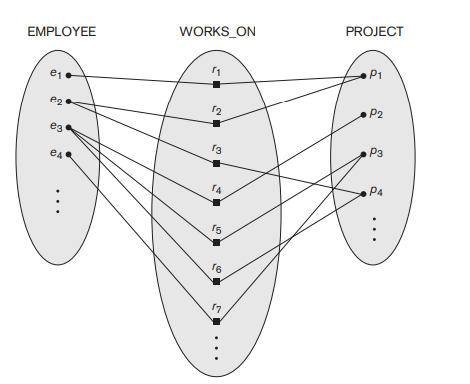 EMPLOYEE WORKS_ON PROJECT
e1 r1 p1
e2 r2 p2
e3 r3 p3
e4 r4 p4
r5
r6
r7